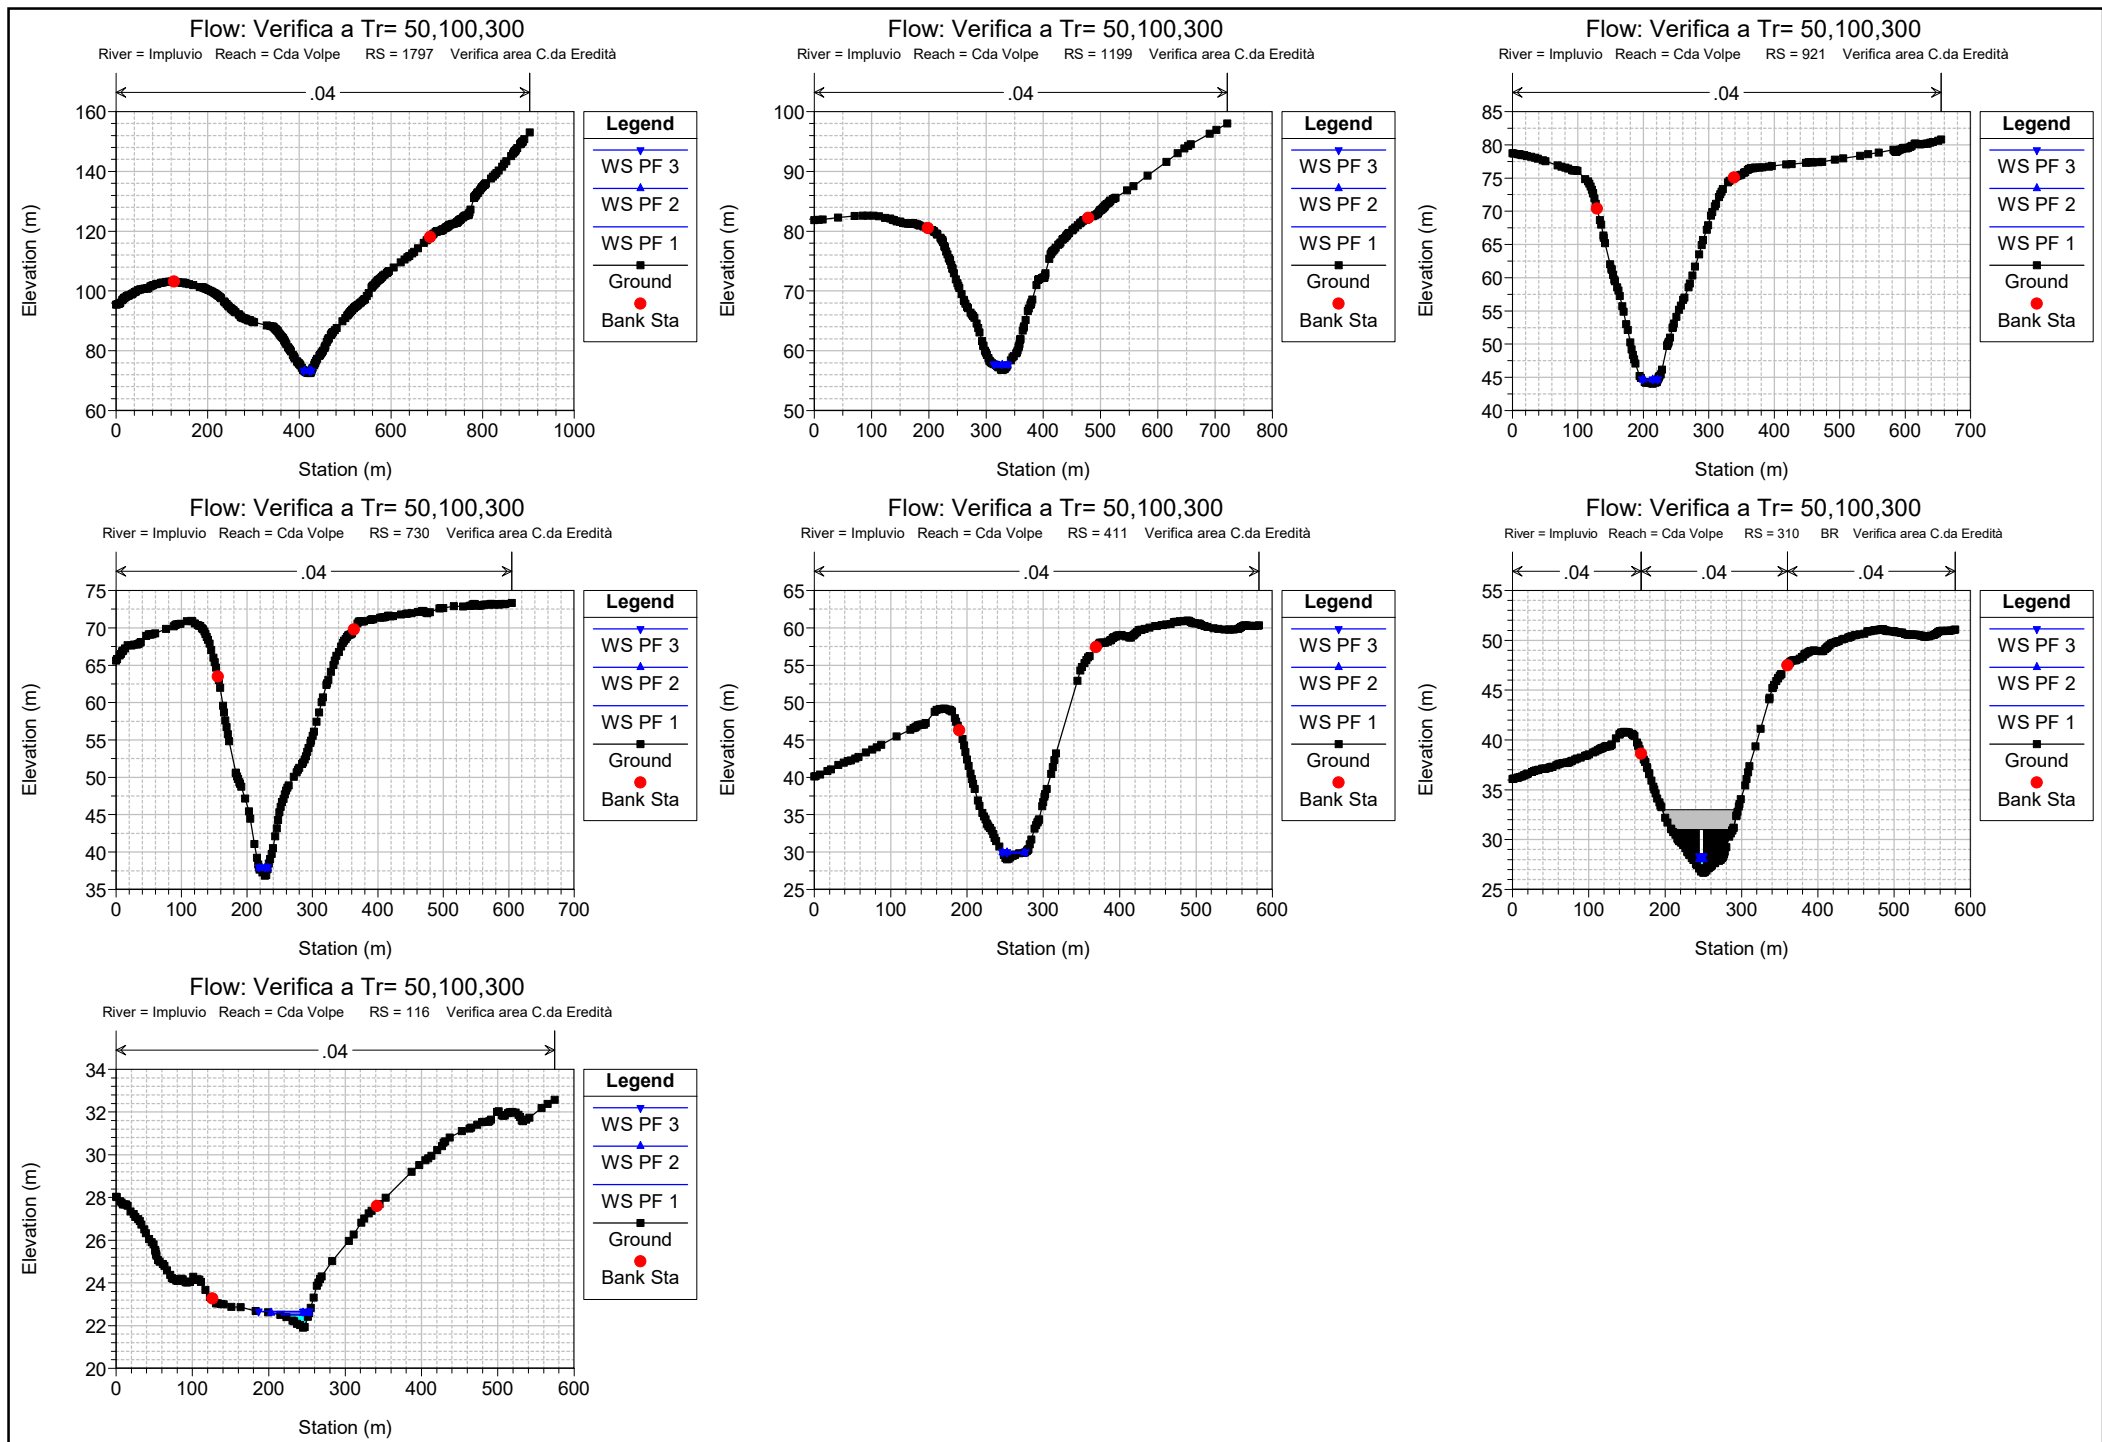 Flow: Verifica a Tr= 50,100,300
River = Impluvio Reach = Cda Volpe RS = 1797 Verifica area C.da Eredità
.04
160
140
120
100
80
60
Elevation (m)
0 200 400 600 800 1000
Station (m)
Legend
WS PF 3
WS PF 2
WS PF 1
Ground
Bank Sta
Flow: Verifica a Tr= 50,100,300
River = Impluvio Reach = Cda Volpe RS = 1199 Verifica area C.da Eredità
.04
100
90
80
70
60
50
Elevation (m)
0 100 200 300 400 500 600 700 800
Station (m)
Legend
WS PF 3
WS PF 2
WS PF 1
Ground
Bank Sta
Flow: Verifica a Tr= 50,100,300
River = Impluvio Reach = Cda Volpe RS = 921 Verifica area C.da Eredità
.04
85
80
75
70
65
60
55
50
45
40
Elevation (m)
0 100 200 300 400 500 600 700
Station (m)
Legend
WS PF 3
WS PF 2
WS PF 1
Ground
Bank Sta
Flow: Verifica a Tr= 50,100,300
River = Impluvio Reach = Cda Volpe RS = 730 Verifica area C.da Eredità
.04
75
70
65
60
55
50
45
40
35
Elevation (m)
0 100 200 300 400 500 600 700
Station (m)
Legend
WS PF 3
WS PF 2
WS PF 1
Ground
Bank Sta
Flow: Verifica a Tr= 50,100,300
River = Impluvio Reach = Cda Volpe RS = 411 Verifica area C.da Eredità
.04
65
60
55
50
45
40
35
30
25
Elevation (m)
0 100 200 300 400 500 600
Station (m)
Legend
WS PF 3
WS PF 2
WS PF 1
Ground
Bank Sta
Flow: Verifica a Tr= 50,100,300
River = Impluvio Reach = Cda Volpe RS = 310 BR Verifica area C.da Eredità
.04 .04 .04
55
50
45
40
35
30
25
Elevation (m)
0 100 200 300 400 500 600
Station (m)
Legend
WS PF 3
WS PF 2
WS PF 1
Ground
Bank Sta
Flow: Verifica a Tr= 50,100,300
River = Impluvio Reach = Cda Volpe RS = 116 Verifica area C.da Eredità
.04
34
32
30
28
26
24
22
20
Elevation (m)
0 100 200 300 400 500 600
Station (m)
Legend
WS PF 3
WS PF 2
WS PF 1
Ground
Bank Sta